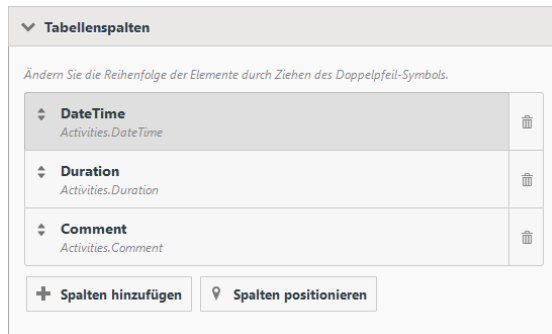 Tabellenspalten
Ändern Sie die Reihenfolge der Elemente durch Ziehen des Doppelpfeil-Symbols.
DateTime
Activities.DateTime
Duration
Activities.Duration
Comment
Activities.Comment
Spalten hinzufügen
Spalten positionieren